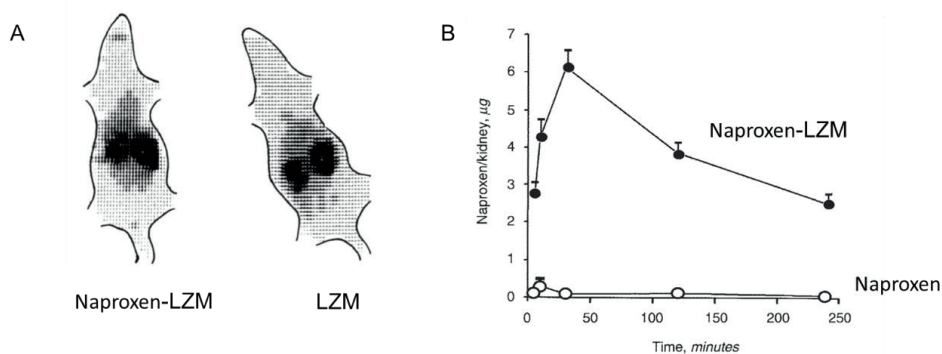 A
Naproxen-LZM
LZM
B
7
6
5
4
3
2
1
0
Naproxen/kidney, µg
Naproxen-LZM
Naproxen
0
50
100
150
200
250
Time, minutes